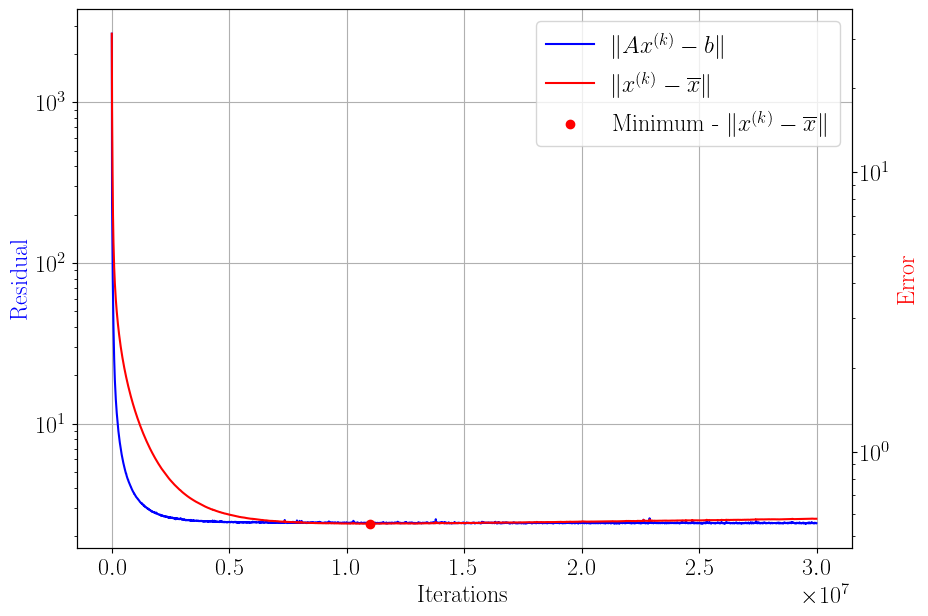 ‖Ax^(k) − b‖
‖x^(k) − x̅‖
Minimum - ‖x^(k) − x̅‖
10^3
10^2
10^1
Residual
10^1
10^0
Error
0.0 0.5 1.0 1.5 2.0 2.5 3.0
Iterations
×10^7